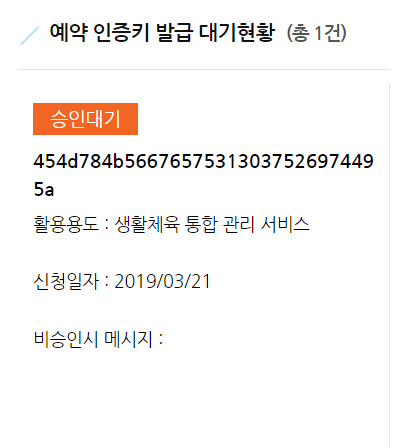 예약 인증키 발급 대기현황 (총 1건)
승인대기
454d784b5667657531303752697449
5a
활용용도 : 생활체육 통합 관리 서비스
신청일자 : 2019/03/21
비승인시 메시지 :